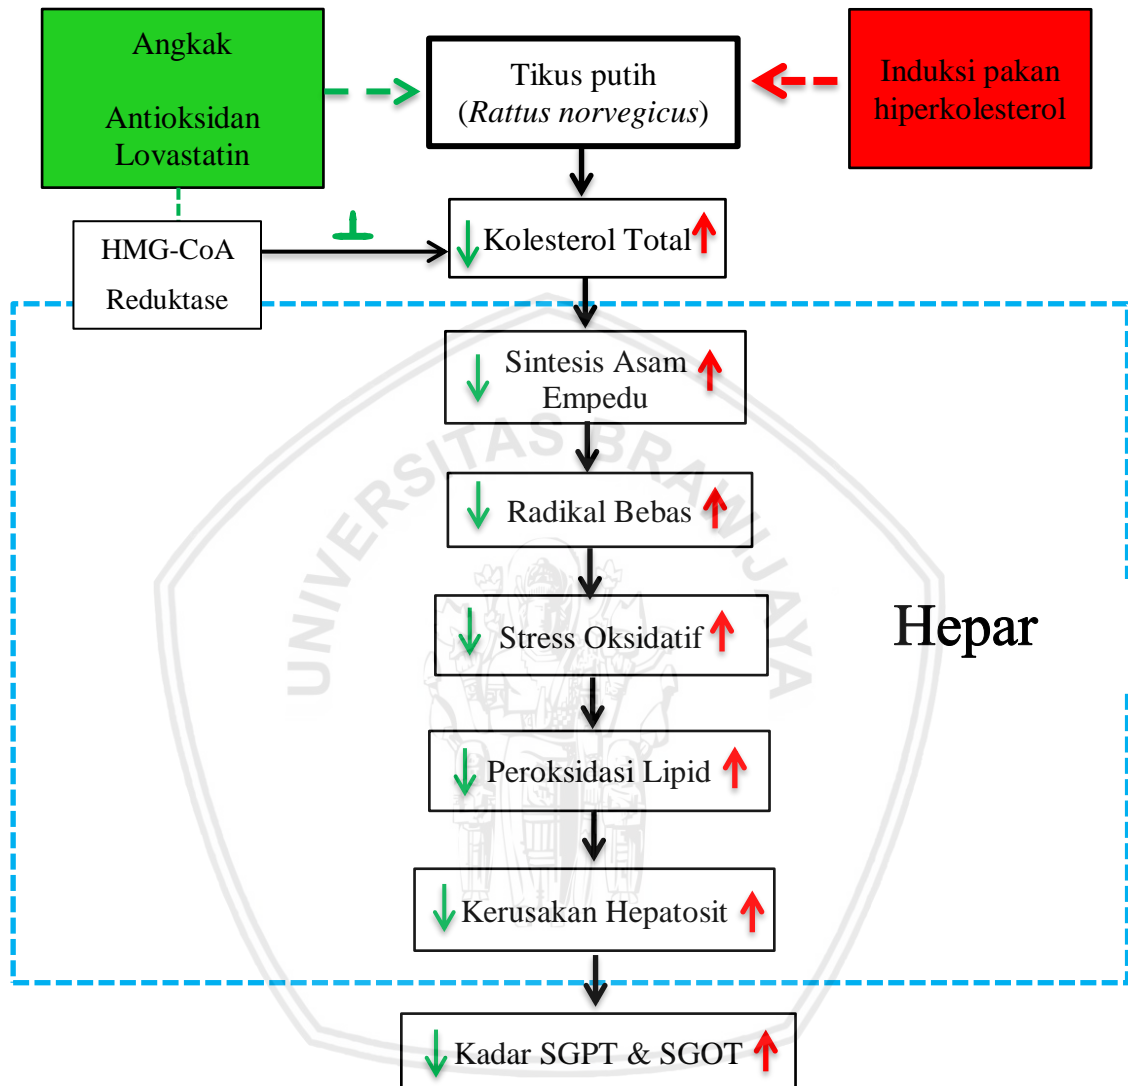 Angkak
Antioksidan
Lovastatin
Tikus putih
(Rattus norvegicus)
Induksi pakan
hiperkolesterol
HMG-CoA
Reduktase
Kolesterol Total
Sintesis Asam
Empedu
Radikal Bebas
Stress Oksidatif
Hepar
Peroksidasi Lipid
Kerusakan Hepatosit
Kadar SGPT & SGOT
UNIVERSITAS BRAWIJAYA